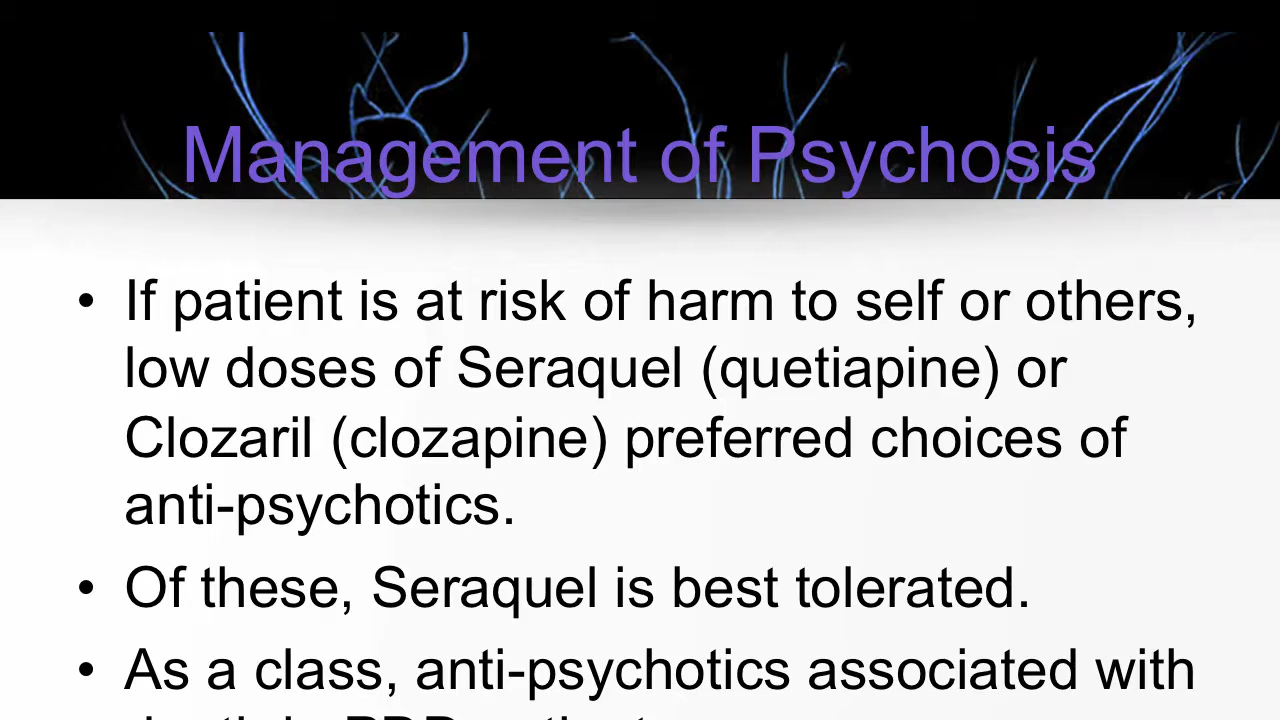 Management of Psychosis
• If patient is at risk of harm to self or others,
low doses of Seraquel (quetiapine) or
Clozaril (clozapine) preferred choices of
anti-psychotics.
• Of these, Seraquel is best tolerated.
• As a class, anti-psychotics associated with